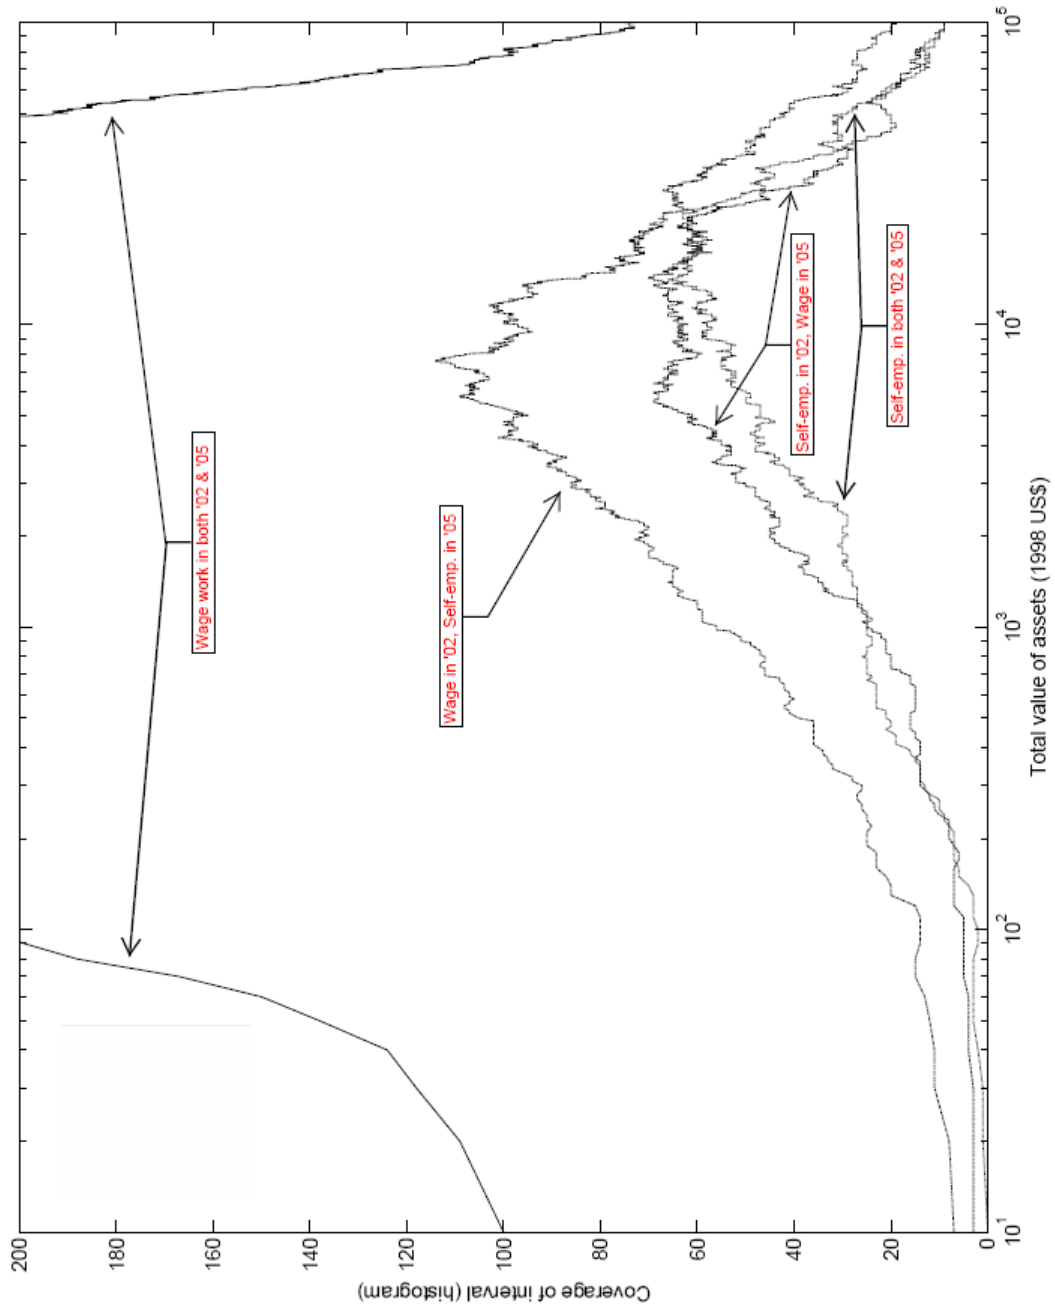 Coverage of interval (histogram)
200
180
160
140
120
100
80
60
40
20
0
Wage work in both '02 & '05
Wage in '02, Self-emp. in '05
Self-emp. in '02, Wage in '05
Self-emp. in both '02 & '05
10^1
10^2
10^3
10^4
10^5
Total value of assets (1998 US$)